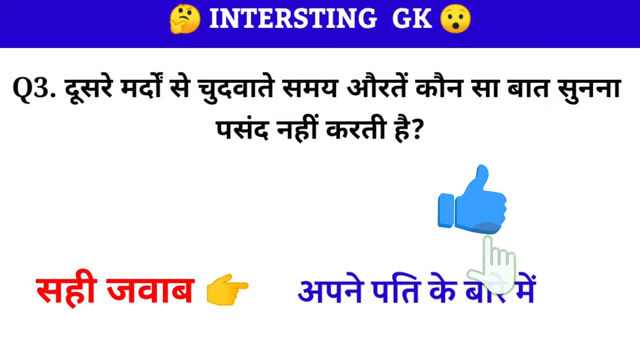 🤔 INTERSTING GK 😯
Q3. दूसरे मर्दों से चुदवाते समय औरतें कौन सा बात सुनना
पसंद नहीं करती है?
सही जवाब 👉 अपने पति के बारे में